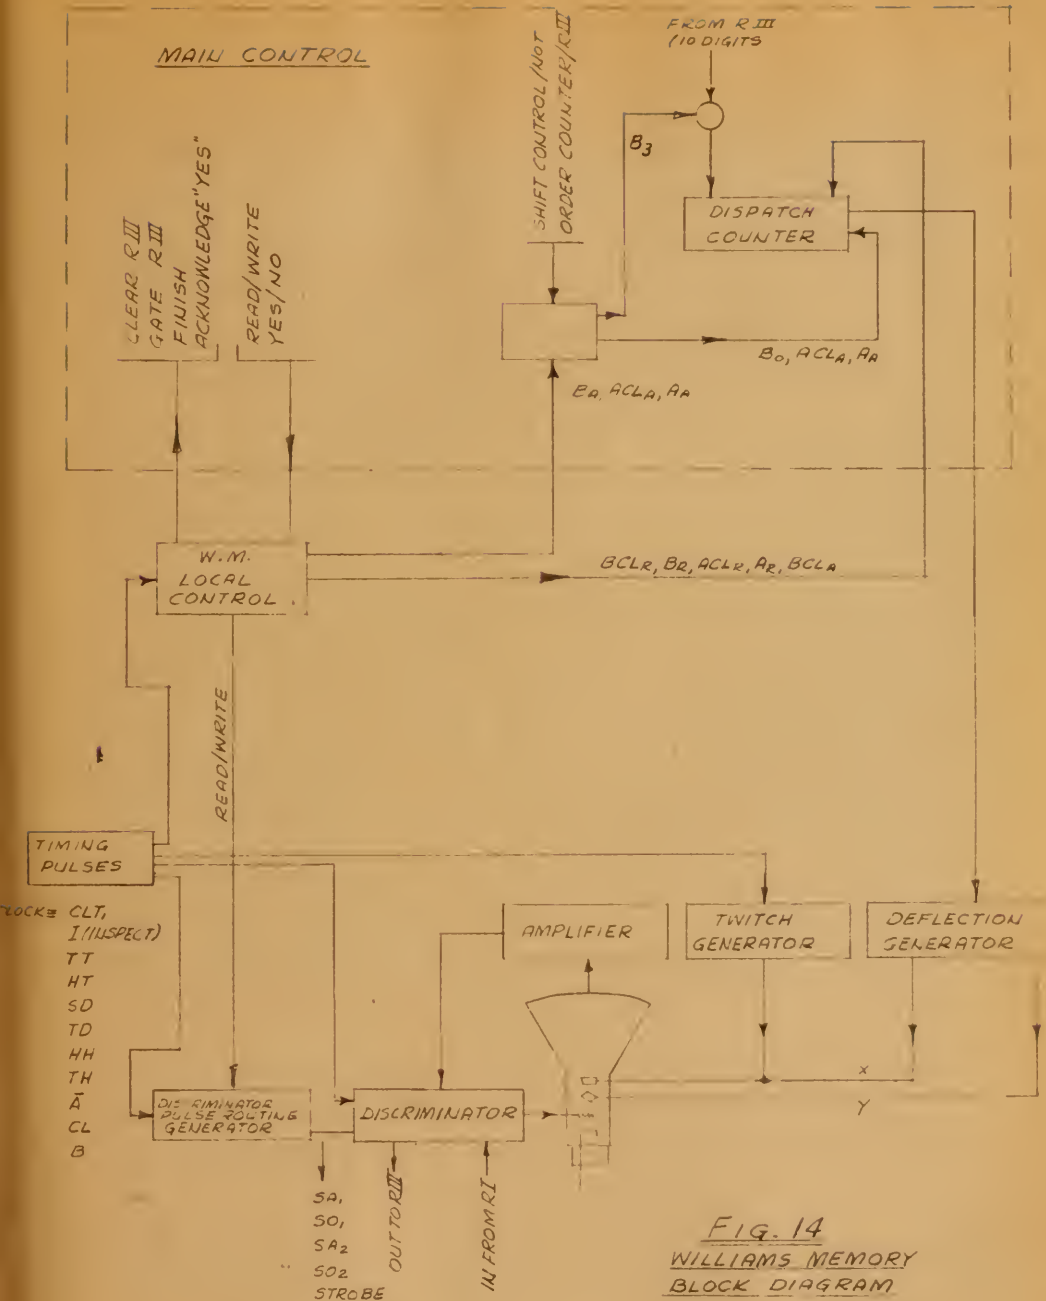 MAIN CONTROL
FROM R III
(10 DIGITS
SHIFT CONTROL/NOT
ORDER COUNTER/RIII
B3
DISPATCH
COUNTER
CLEAR R III
GATE R III
FINISH
ACKNOWLEDGE "YES"
READ/WRITE
YES/NO
B0, ACLA, AA
BA, ACLA, AA
W.M.
LOCAL
CONTROL
BCLR, BR, ACLR, AR, BCLA
READ/WRITE
TIMING
PULSES
CLT,
I (INSPECT)
TT
HT
SD
TD
HH
TH
Ā
CL
B
AMPLIFIER
TWITCH
GENERATOR
DEFLECTION
GENERATOR
X
Y
DISCRIMINATOR
PULSE ROUTING
GENERATOR
DISCRIMINATOR
SA1
SO1
SA2
SO2
STROBE
OUT TO R III
IN FROM R I
FIG. 14
WILLIAMS MEMORY
BLOCK DIAGRAM